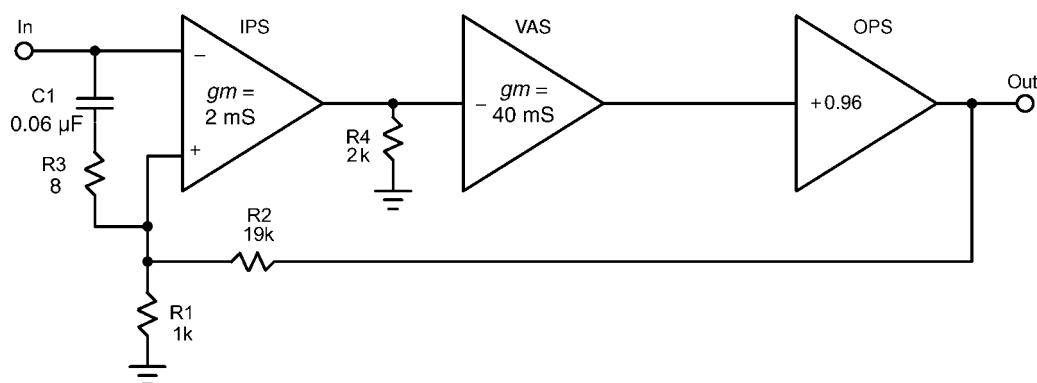 In
IPS
VAS
OPS
−
C1
0.06 μF
gm =
2 mS
R4
2k
−
gm =
40 mS
+0.96
Out
+
R3
8
R2
19k
R1
1k